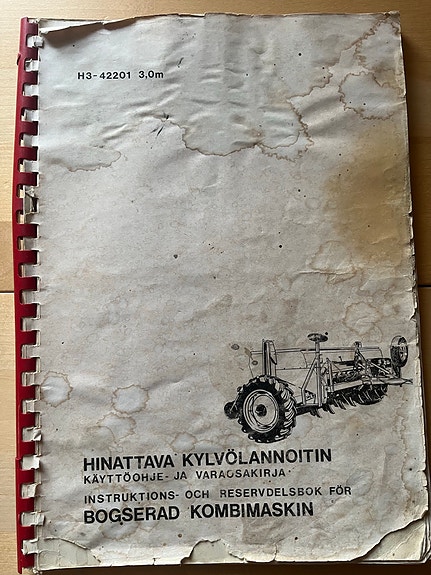 H3-42201 3,0m
HINATTAVA KYLVÖLANNOITIN
KÄYTTÖOHJE- JA VARAOSAKIRJA
INSTRUKTIONS- OCH RESERVDELSBOK FÖR
BOGSERAD KOMBIMASKIN